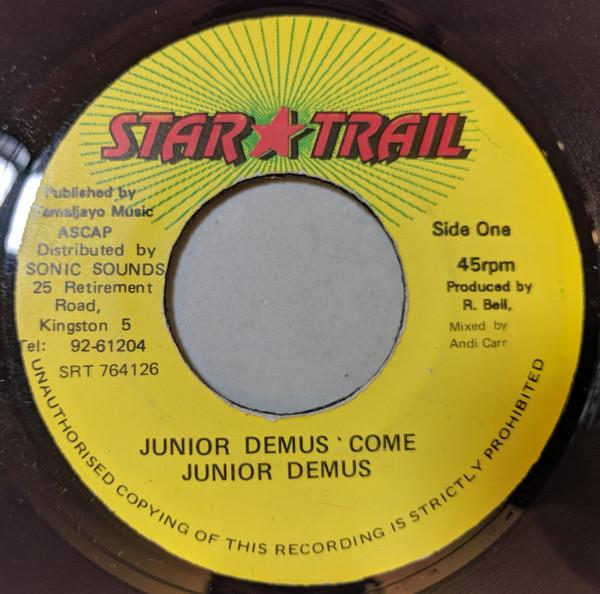 STAR TRAIL
Published by
Tamaljayo Music
ASCAP
Distributed by
SONIC SOUNDS
25 Retirement
Road,
Kingston 5
Tel: 92-61204
SRT 764126
Side One
45rpm
Produced by
R. Bell,
Mixed by
Andi Carr
JUNIOR DEMUS ' COME
JUNIOR DEMUS
UNAUTHORISED COPYING OF THIS RECORDING IS STRICTLY PROHIBITED